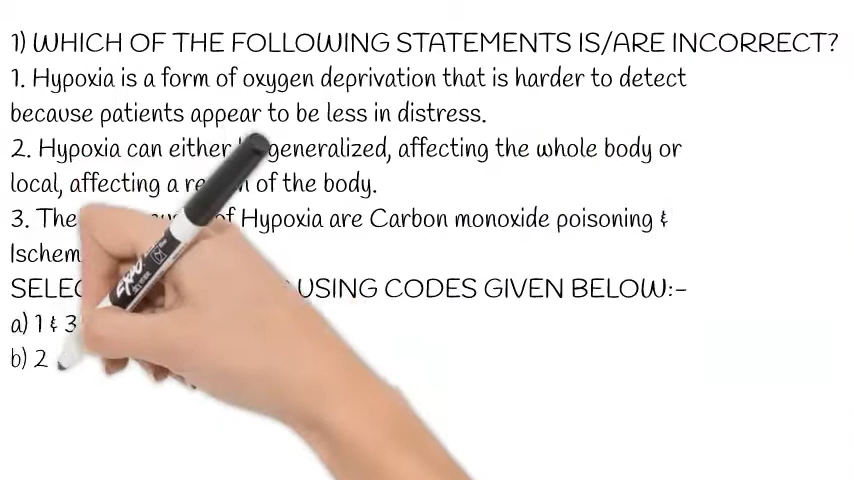 1) WHICH OF THE FOLLOWING STATEMENTS IS/ARE INCORRECT?
1. Hypoxia is a form of oxygen deprivation that is harder to detect
because patients appear to be less in distress.
2. Hypoxia can either generalized, affecting the whole body or
local, affecting a of the body.
3. The of Hypoxia are Carbon monoxide poisoning &
USING CODES GIVEN BELOW:-
a) 1 & 3
b) 2
EXPO